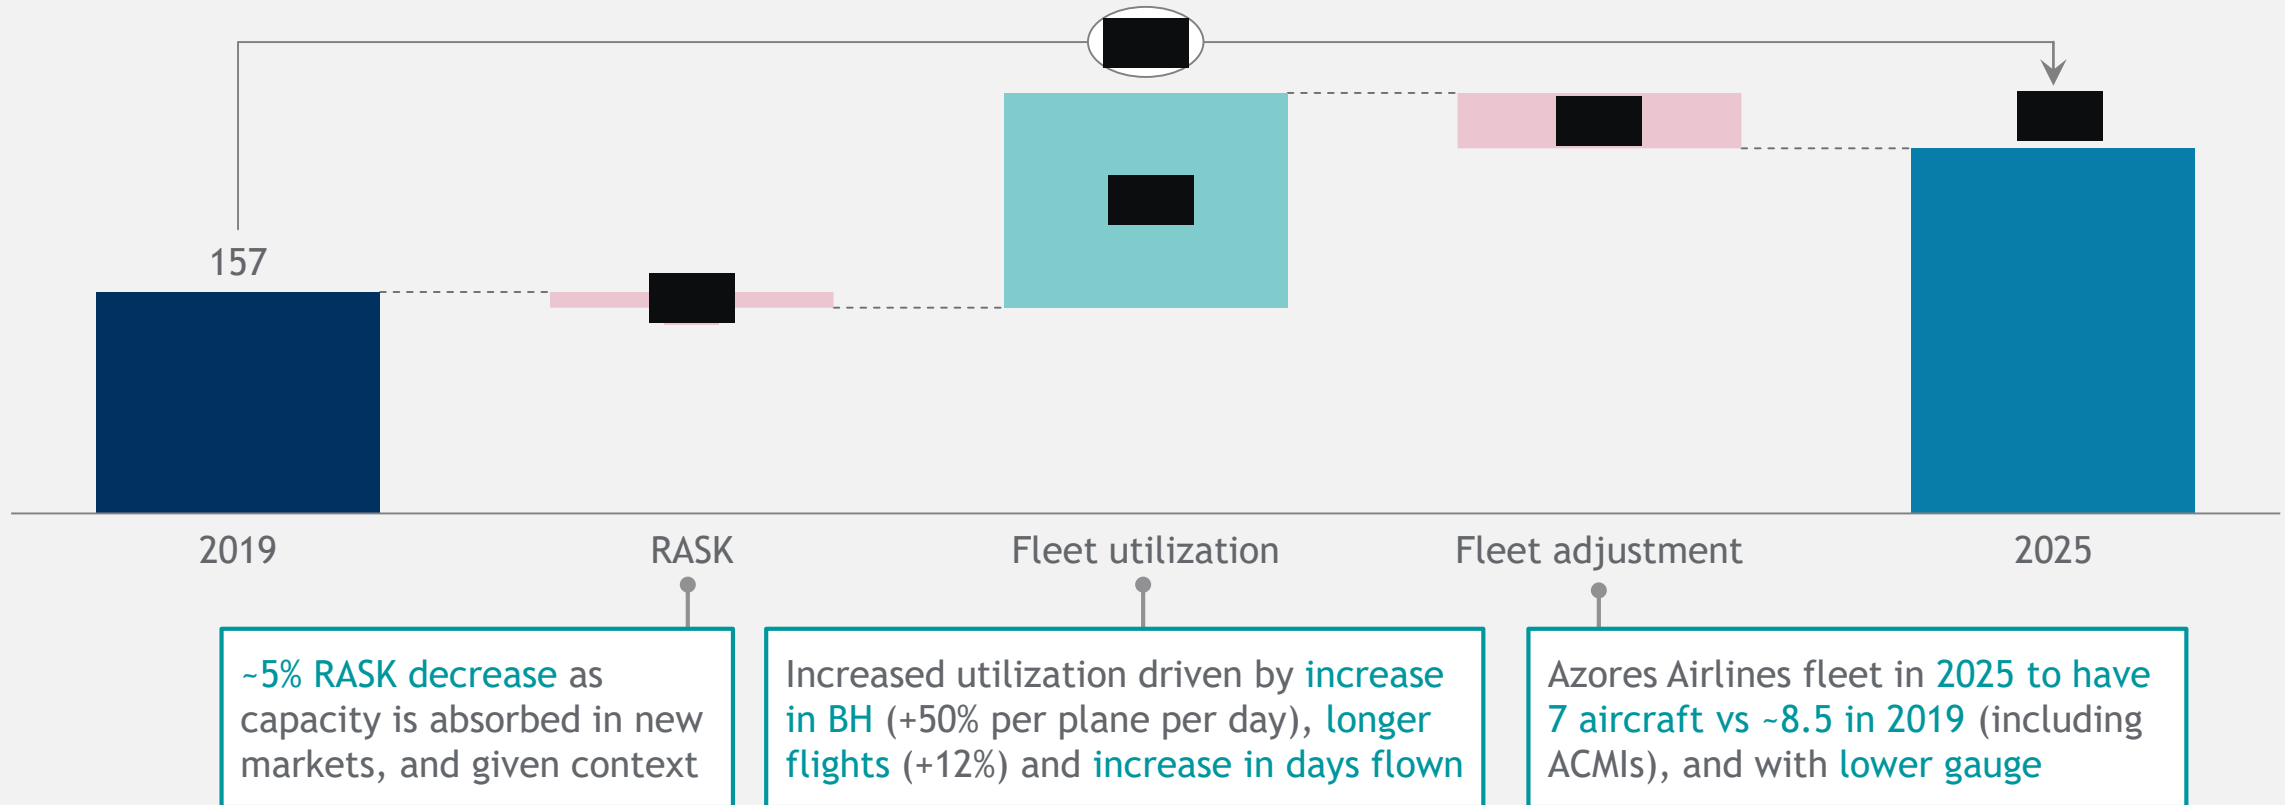 157
2019
RASK
Fleet utilization
Fleet adjustment
2025
~5% RASK decrease as
capacity is absorbed in new
markets, and given context
Increased utilization driven by increase
in BH (+50% per plane per day), longer
flights (+12%) and increase in days flown
Azores Airlines fleet in 2025 to have
7 aircraft vs ~8.5 in 2019 (including
ACMIs), and with lower gauge